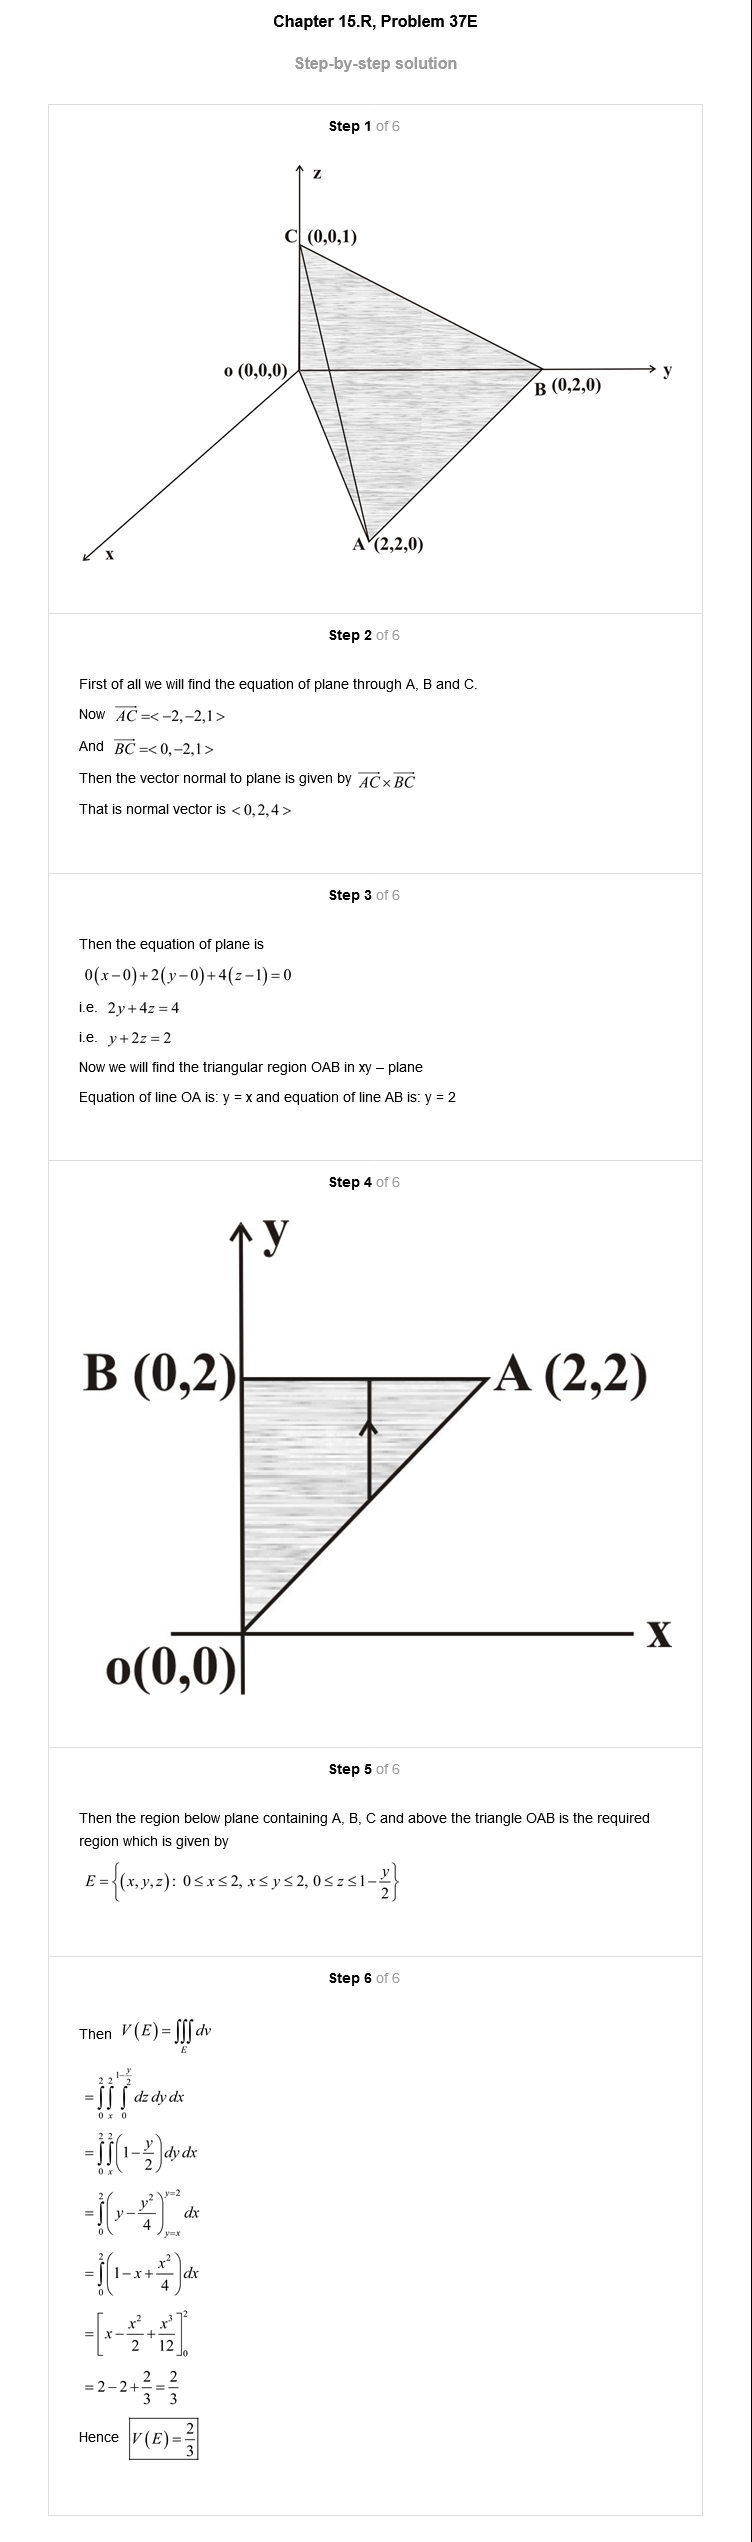 Chapter 15.R, Problem 37E
Step-by-step solution
Step 1 of 6
z
C (0,0,1)
o (0,0,0)
y
B (0,2,0)
A (2,2,0)
x
Step 2 of 6
First of all we will find the equation of plane through A, B and C.
Now $\overrightarrow{AC} = <-2,-2,1>$
And $\overrightarrow{BC} = <0,-2,1>$
Then the vector normal to plane is given by $\overrightarrow{AC} \times \overrightarrow{BC}$
That is normal vector is $<0,2,4>$
Step 3 of 6
Then the equation of plane is
$0(x-0)+2(y-0)+4(z-1)=0$
i.e. $2y+4z=4$
i.e. $y+2z=2$
Now we will find the triangular region OAB in xy – plane
Equation of line OA is: y = x and equation of line AB is: y = 2
Step 4 of 6
y
B (0,2)
A (2,2)
x
o(0,0)
Step 5 of 6
Then the region below plane containing A, B, C and above the triangle OAB is the required
region which is given by
$E = \left\{(x,y,z): 0 \le x \le 2, x \le y \le 2, 0 \le z \le 1-\frac{y}{2}\right\}$
Step 6 of 6
Then $V(E) = \iiint_E dv$
$= \int_0^2 \int_x^2 \int_0^{1-\frac{y}{2}} dz\,dy\,dx$
$= \int_0^2 \int_x^2 \left(1-\frac{y}{2}\right) dy\,dx$
$= \int_0^2 \left(y-\frac{y^2}{4}\right)_{y=x}^{y=2} dx$
$= \int_0^2 \left(1-x+\frac{x^2}{4}\right) dx$
$= \left[x-\frac{x^2}{2}+\frac{x^3}{12}\right]_0^2$
$= 2-2+\frac{2}{3}=\frac{2}{3}$
Hence $\boxed{V(E)=\frac{2}{3}}$